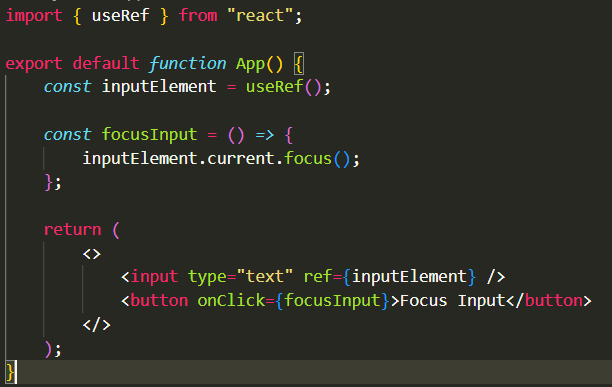 import { useRef } from "react";
export default function App() {
    const inputElement = useRef();
    const focusInput = () => {
        inputElement.current.focus();
    };
    return (
        <>
            <input type="text" ref={inputElement} />
            <button onClick={focusInput}>Focus Input</button>
        </>
    );
}